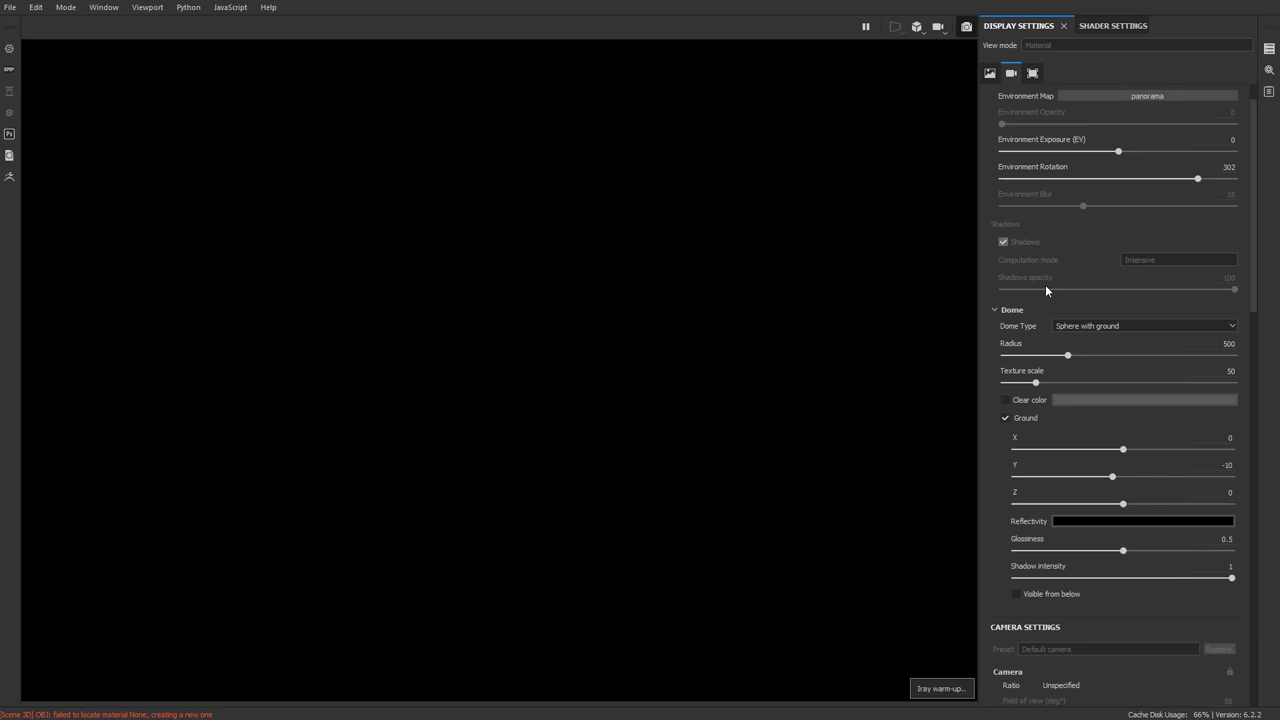 File Edit Mode Window Viewport Python JavaScript Help
DISPLAY SETTINGS SHADER SETTINGS
View mode Material
Environment Map panorama
Environment Opacity 0
Environment Exposure (EV) 0
Environment Rotation 302
Environment Blur 35
Shadows
Shadows
Computation mode Intensive
Shadows opacity 100
Dome
Dome Type Sphere with ground
Radius 500
Texture scale 50
Clear color
Ground
X 0
Y -10
Z 0
Reflectivity
Glossiness 0.5
Shadow intensity 1
Visible from below
CAMERA SETTINGS
Preset Default camera Restore
Camera
Ratio Unspecified
Field of view (deg°) 50
Iray warm-up..
Ps
[Scene 3D] OBJ: failed to locate material None, creating a new one
Cache Disk Usage: 66% | Version: 6.2.2